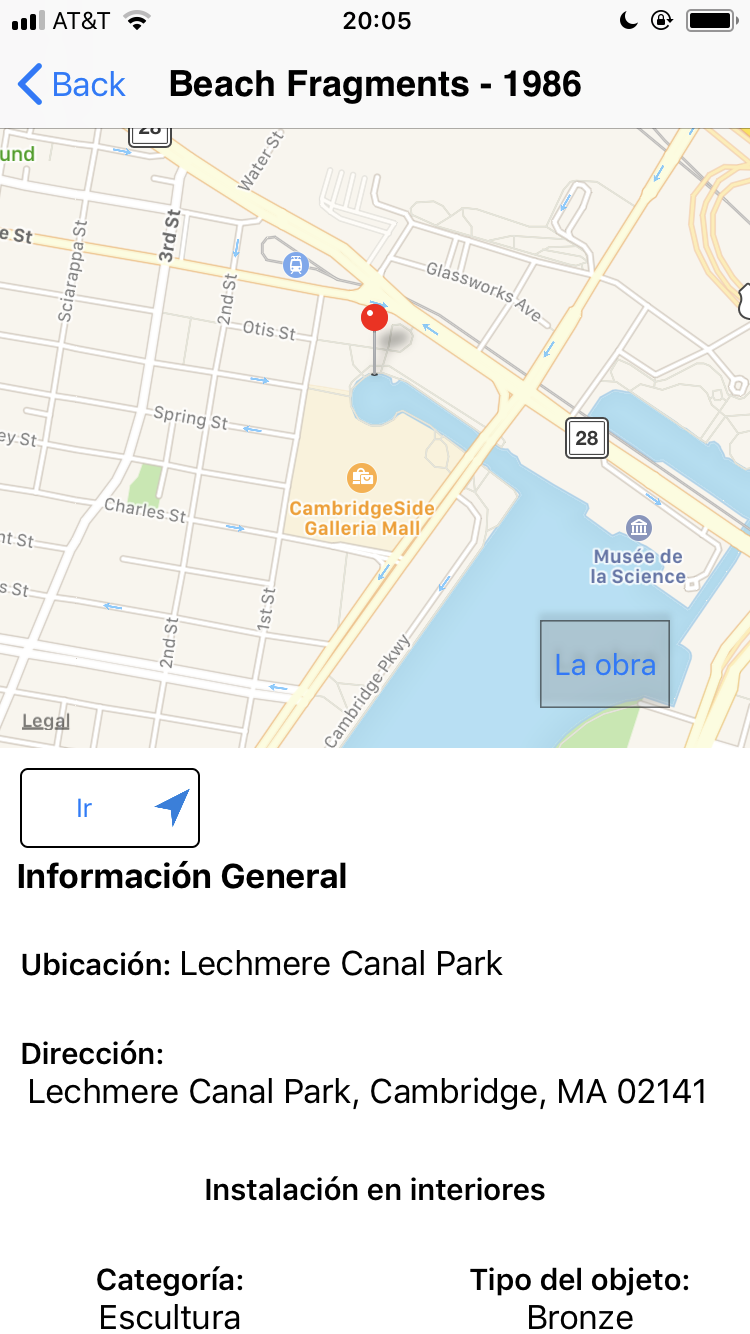 AT&T 20:05
Back Beach Fragments - 1986
28
und
Water St
3rd St
e St
Sciarappa St
2nd St
Glassworks Ave
Otis St
Spring St
28
ey St
CambridgeSide
Galleria Mall
Charles St
Musée de
la Science
nt St
s St
1st St
2nd St
Cambridge Pkwy
La obra
Legal
Ir
Información General
Ubicación: Lechmere Canal Park
Dirección:
Lechmere Canal Park, Cambridge, MA 02141
Instalación en interiores
Categoría: Tipo del objeto:
Escultura Bronze